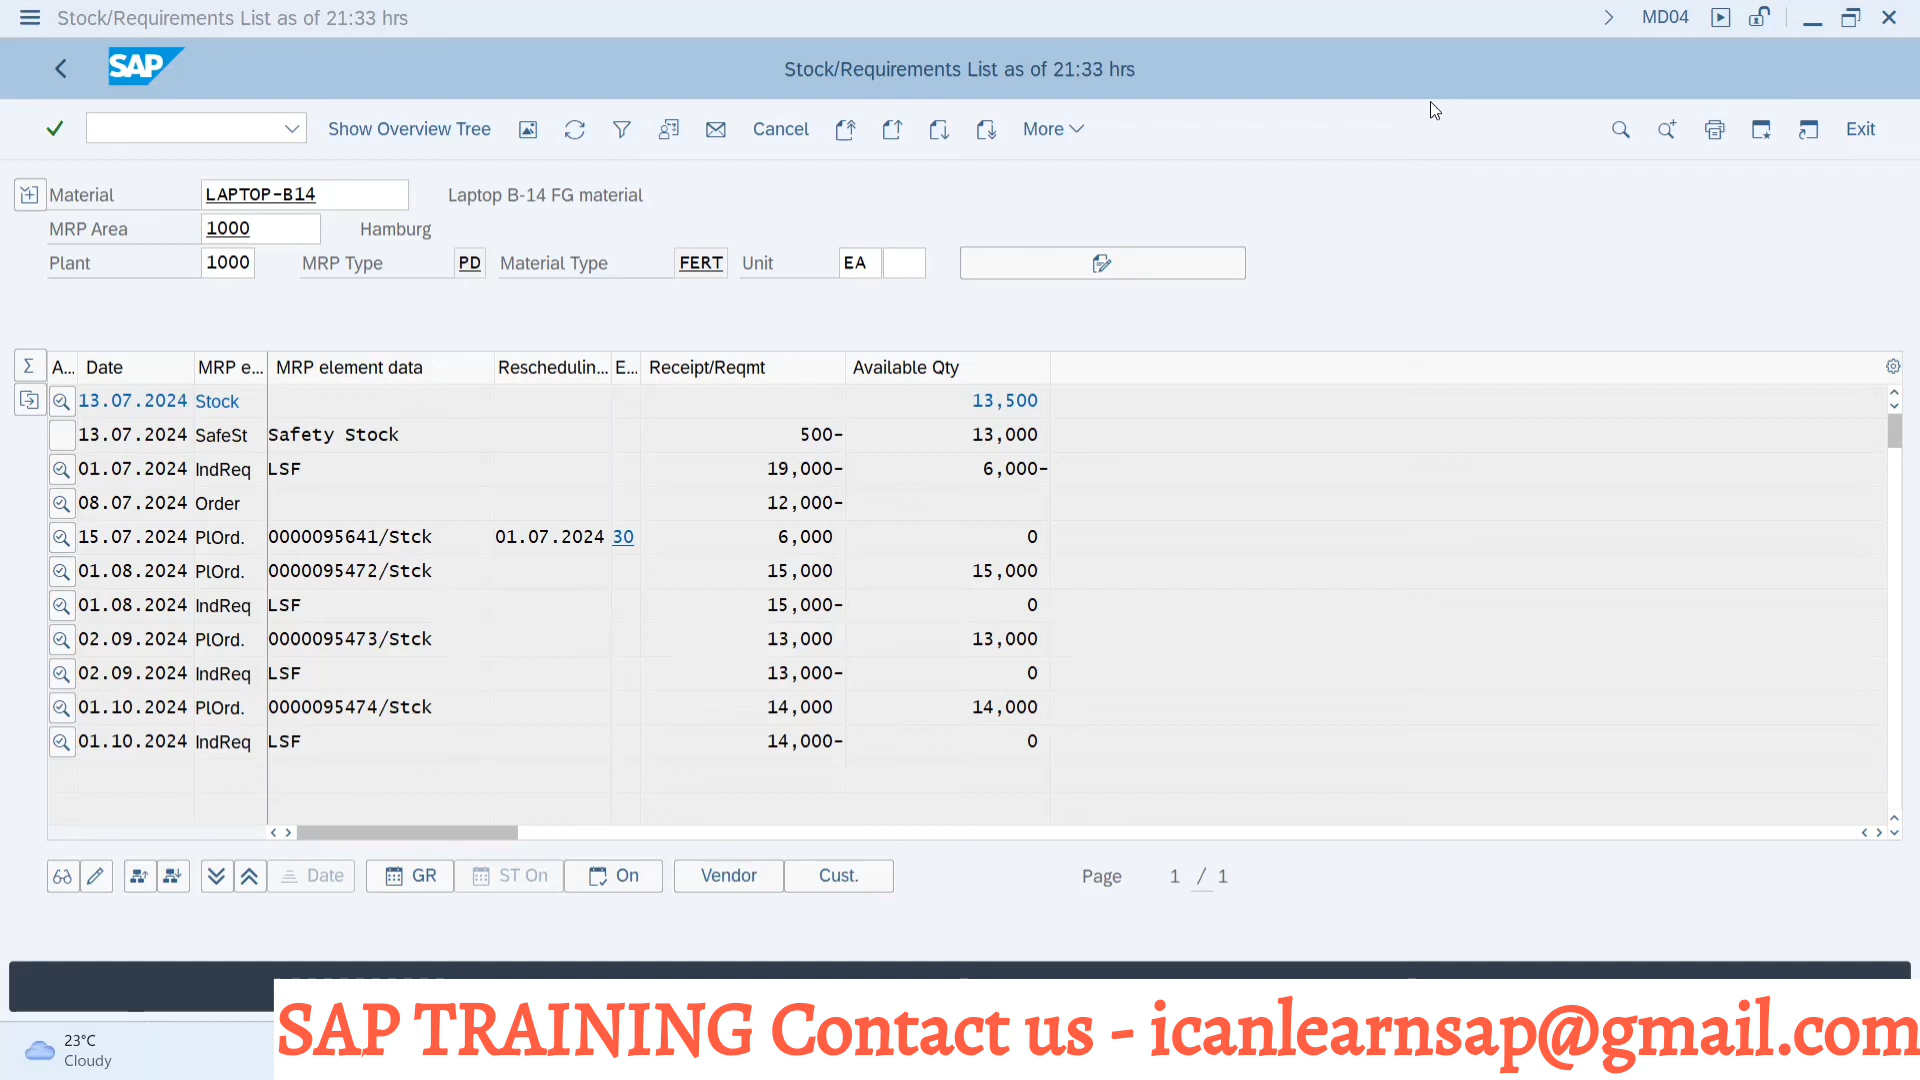 Stock/Requirements List as of 21:33 hrs
MD04
SAP
Stock/Requirements List as of 21:33 hrs
Show Overview Tree Cancel More Exit
Material LAPTOP-B14 Laptop B-14 FG material
MRP Area 1000 Hamburg
Plant 1000 MRP Type PD Material Type FERT Unit EA
Σ A... Date MRP e... MRP element data Reschedulin... E... Receipt/Reqmt Available Qty
13.07.2024 Stock 13,500
13.07.2024 SafeSt Safety Stock 500- 13,000
01.07.2024 IndReq LSF 19,000- 6,000-
08.07.2024 Order 12,000-
15.07.2024 PlOrd. 0000095641/Stck 01.07.2024 30 6,000 0
01.08.2024 PlOrd. 0000095472/Stck 15,000 15,000
01.08.2024 IndReq LSF 15,000- 0
02.09.2024 PlOrd. 0000095473/Stck 13,000 13,000
02.09.2024 IndReq LSF 13,000- 0
01.10.2024 PlOrd. 0000095474/Stck 14,000 14,000
01.10.2024 IndReq LSF 14,000- 0
Date GR ST On On Vendor Cust. Page 1 / 1
SAP TRAINING Contact us - icanlearnsap@gmail.com
23°C
Cloudy